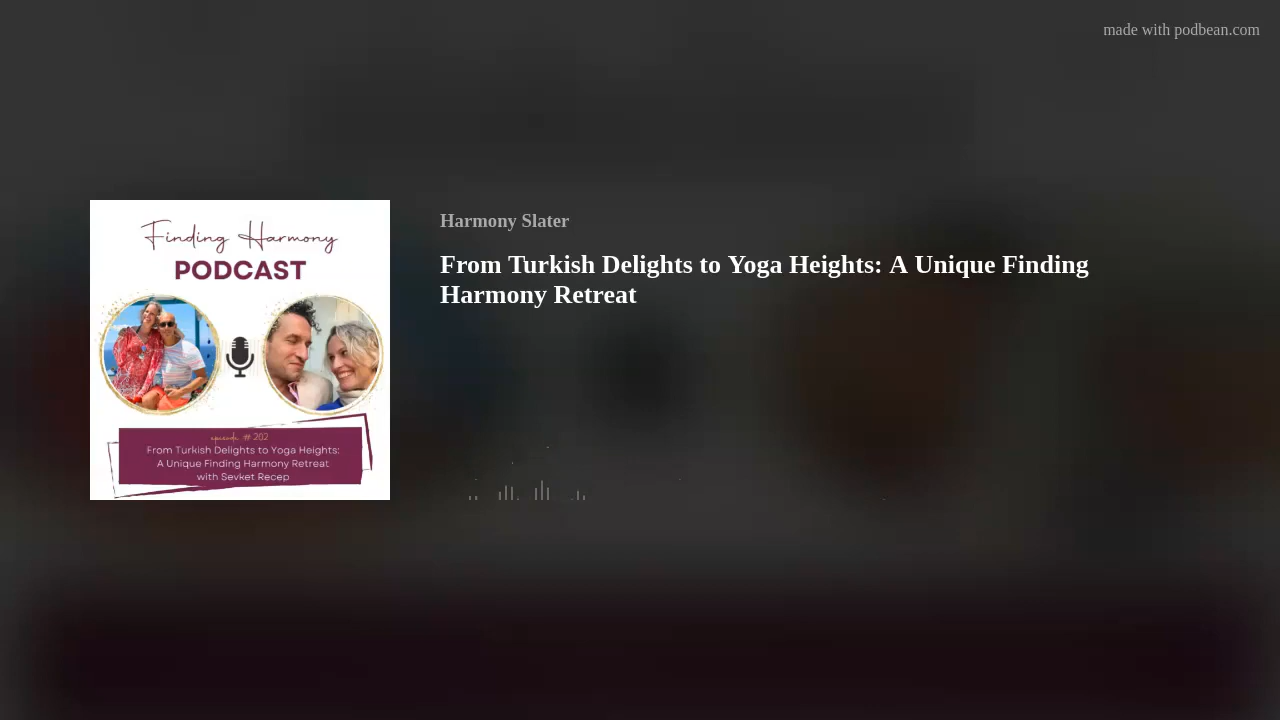 made with podbean.com
Finding Harmony
PODCAST
episode #202
From Turkish Delights to Yoga Heights:
A Unique Finding Harmony Retreat
with Sevket Recep
Harmony Slater
From Turkish Delights to Yoga Heights: A Unique Finding
Harmony Retreat